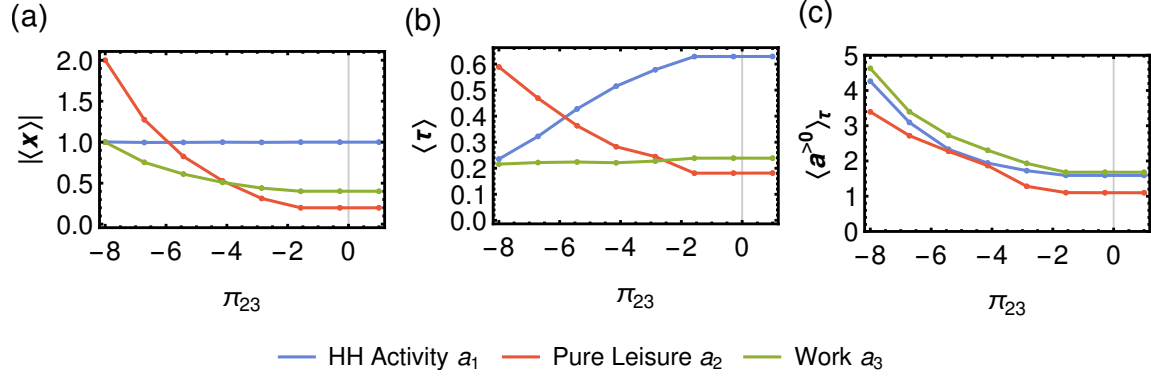 (a)
2.0
1.5
1.0
0.5
0.0
|⟨x⟩|
−8 −6 −4 −2 0
π23
(b)
0.6
0.5
0.4
0.3
0.2
0.1
0.0
⟨τ⟩
−8 −6 −4 −2 0
π23
(c)
5
4
3
2
1
0
⟨a^{>0}⟩τ
−8 −6 −4 −2 0
π23
HH Activity a1 Pure Leisure a2 Work a3